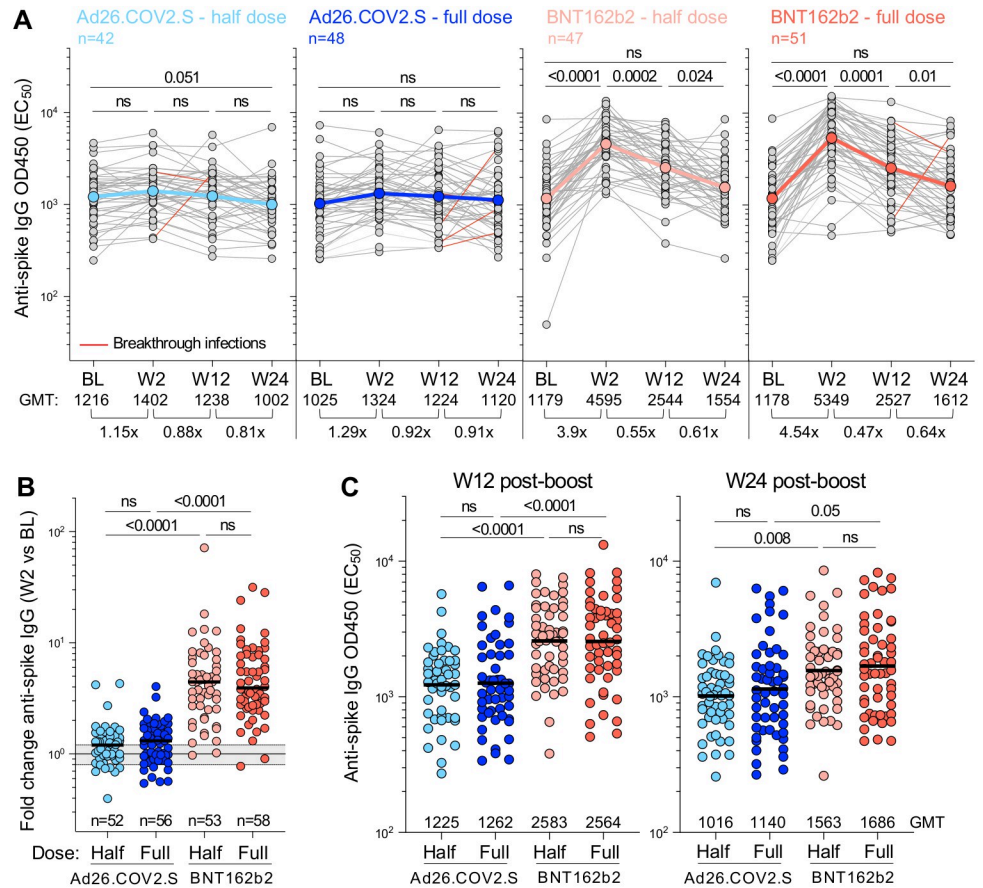 A
Ad26.COV2.S - half dose
n=42
Ad26.COV2.S - full dose
n=48
BNT162b2 - half dose
n=47
BNT162b2 - full dose
n=51
Anti-spike IgG OD450 (EC50)
10^4
10^3
10^2
0.051
ns ns ns
ns
ns ns ns
ns
<0.0001 0.0002 0.024
ns
<0.0001 0.0001 0.01
Breakthrough infections
BL W2 W12 W24
BL W2 W12 W24
BL W2 W12 W24
BL W2 W12 W24
GMT: 1216 1402 1238 1002
1025 1324 1224 1120
1179 4595 2544 1554
1178 5349 2527 1612
1.15x 0.88x 0.81x
1.29x 0.92x 0.91x
3.9x 0.55x 0.61x
4.54x 0.47x 0.64x
B
Fold change anti-spike IgG (W2 vs BL)
10^2
10^1
10^0
ns <0.0001
<0.0001 ns
n=52 n=56 n=53 n=58
Dose: Half Full Half Full
Ad26.COV2.S BNT162b2
C
W12 post-boost
Anti-spike IgG OD450 (EC50)
10^4
10^3
10^2
ns <0.0001
<0.0001 ns
1225 1262 2583 2564
Half Full Half Full
Ad26.COV2.S BNT162b2
W24 post-boost
10^4
10^3
10^2
ns 0.05
0.008 ns
1016 1140 1563 1686 GMT
Half Full Half Full
Ad26.COV2.S BNT162b2